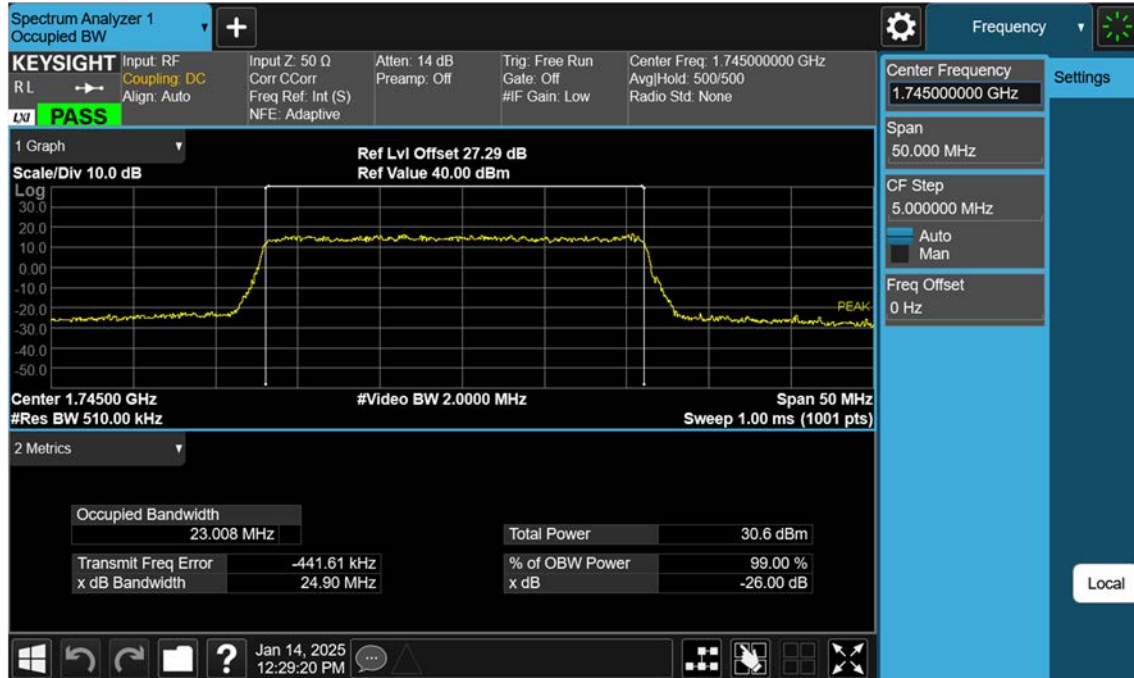 Spectrum Analyzer 1
Occupied BW
+
Frequency
KEYSIGHT
R L
LXI PASS
Input: RF
Coupling: DC
Align: Auto
Input Z: 50 Ω
Corr CCorr
Freq Ref: Int (S)
NFE: Adaptive
Atten: 14 dB
Preamp: Off
Trig: Free Run
Gate: Off
#IF Gain: Low
Center Freq: 1.745000000 GHz
Avg|Hold: 500/500
Radio Std: None
Center Frequency
1.745000000 GHz
Settings
Span
50.000 MHz
CF Step
5.000000 MHz
Auto
Man
Freq Offset
0 Hz
Local
1 Graph
Scale/Div 10.0 dB
Ref Lvl Offset 27.29 dB
Ref Value 40.00 dBm
Log
30.0
20.0
10.0
0.00
-10.0
-20.0
-30.0
-40.0
-50.0
PEAK
Center 1.74500 GHz
#Video BW 2.0000 MHz
Span 50 MHz
#Res BW 510.00 kHz
Sweep 1.00 ms (1001 pts)
2 Metrics
Occupied Bandwidth
23.008 MHz
Total Power 30.6 dBm
Transmit Freq Error -441.61 kHz
% of OBW Power 99.00 %
x dB Bandwidth 24.90 MHz
x dB -26.00 dB
?
Jan 14, 2025
12:29:20 PM